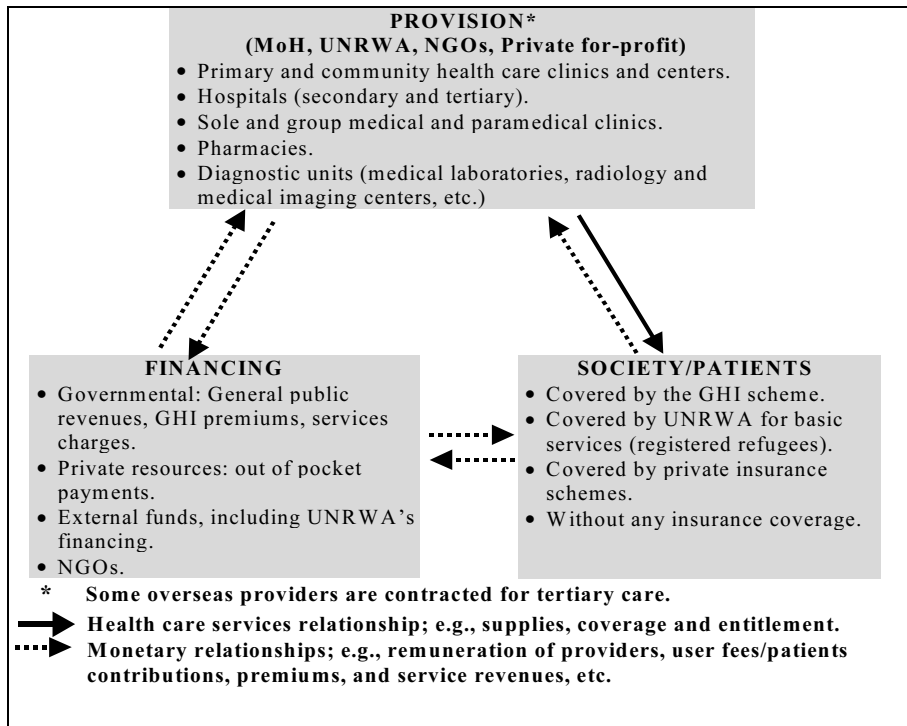 PROVISION*
(MoH, UNRWA, NGOs, Private for-profit)
• Primary and community health care clinics and centers.
• Hospitals (secondary and tertiary).
• Sole and group medical and paramedical clinics.
• Pharmacies.
• Diagnostic units (medical laboratories, radiology and
medical imaging centers, etc.)
FINANCING
• Governmental: General public
revenues, GHI premiums, services
charges.
• Private resources: out of pocket
payments.
• External funds, including UNRWA's
financing.
• NGOs.
SOCIETY/PATIENTS
• Covered by the GHI scheme.
• Covered by UNRWA for basic
services (registered refugees).
• Covered by private insurance
schemes.
• Without any insurance coverage.
* Some overseas providers are contracted for tertiary care.
Health care services relationship; e.g., supplies, coverage and entitlement.
Monetary relationships; e.g., remuneration of providers, user fees/patients
contributions, premiums, and service revenues, etc.